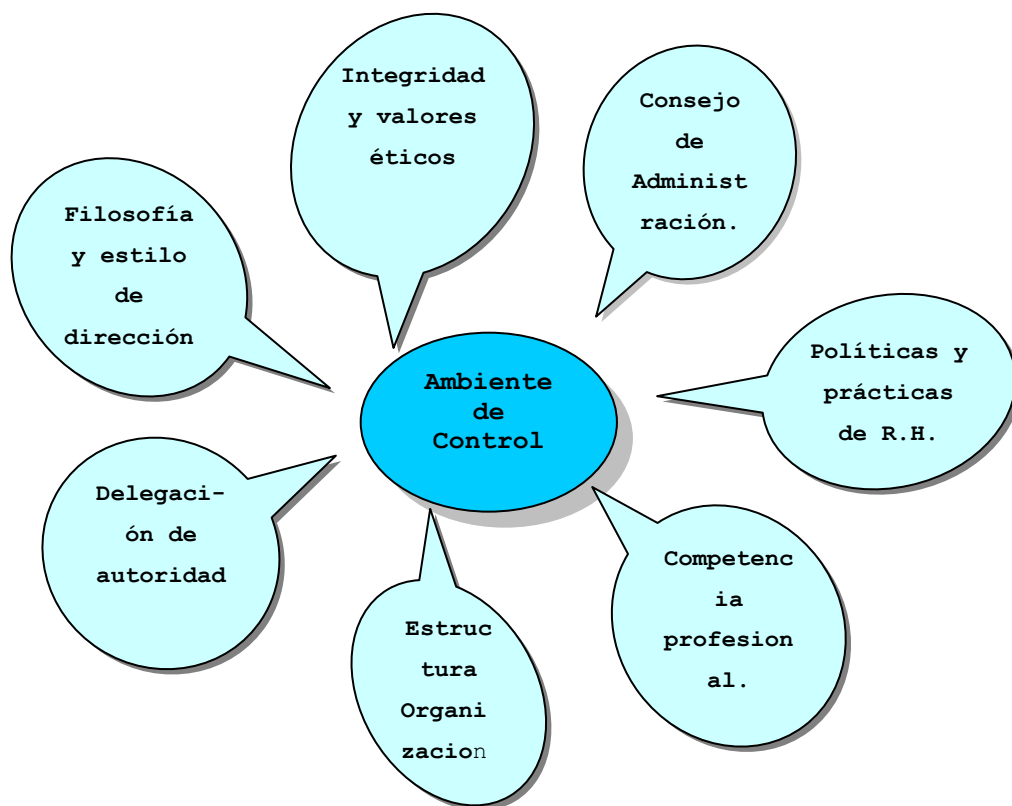 Integridad
y valores
éticos
Consejo
de
Administ
ración.
Filosofía
y estilo
de
dirección
Ambiente
de
Control
Políticas y
prácticas
de R.H.
Delegaci-
ón de
autoridad
Competenc
ia
profesion
al.
Estruc
tura
Organi
zacion